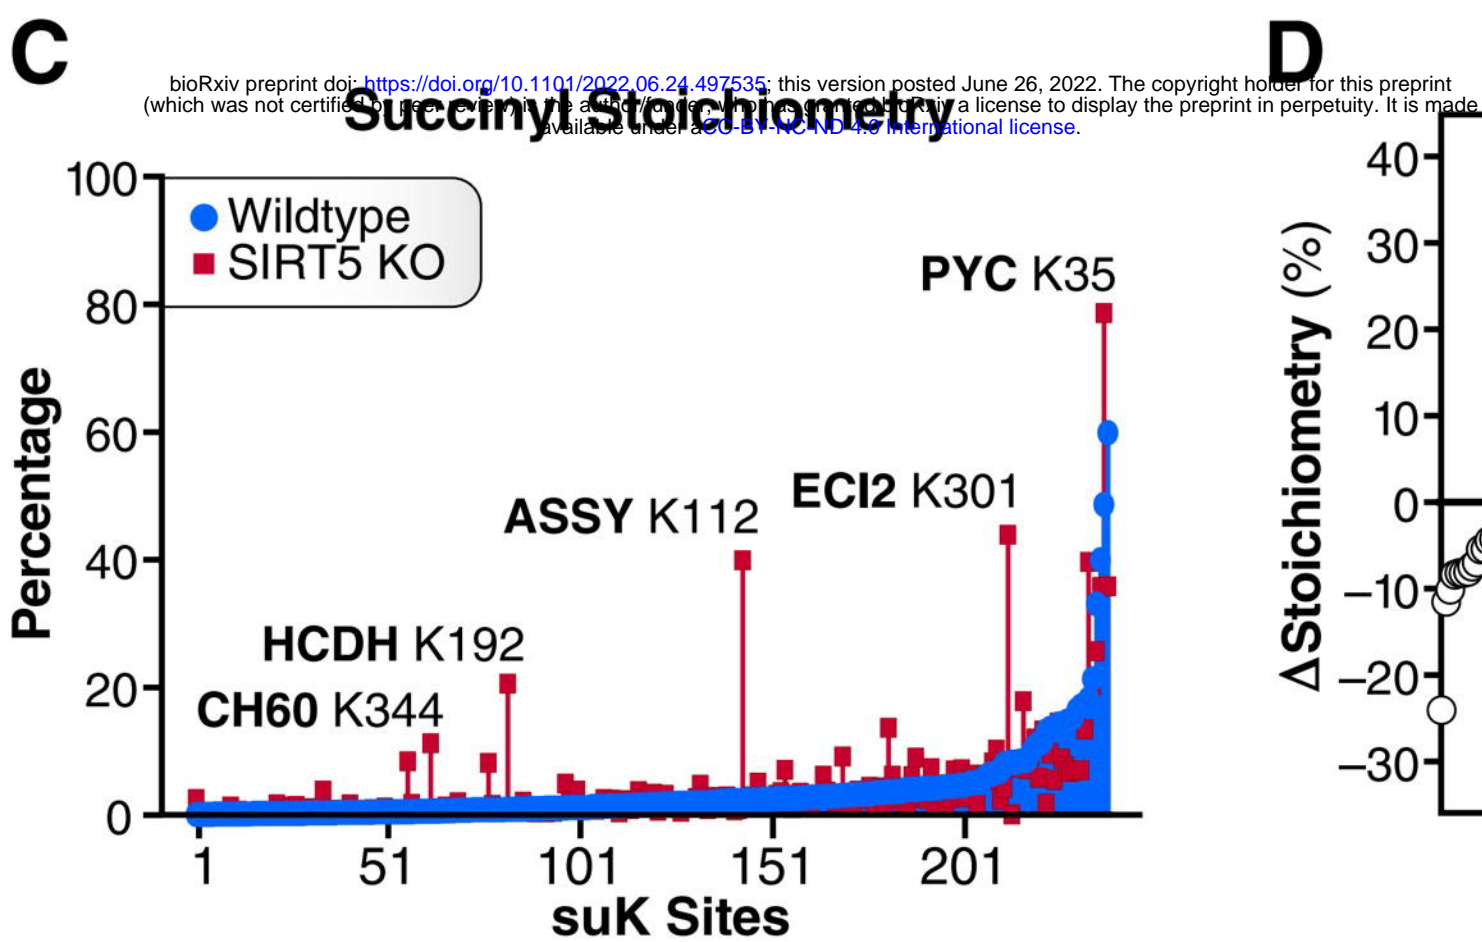 C
D
bioRxiv preprint doi: https://doi.org/10.1101/2022.06.24.497535; this version posted June 26, 2022. The copyright holder for this preprint
(which was not certified by peer review) is the author/funder, who has granted bioRxiv a license to display the preprint in perpetuity. It is made
available under aCC-BY-NC-ND 4.0 International license.
Succinyl Stoichiometry
Wildtype
SIRT5 KO
Percentage
100
80
60
40
20
0
PYC K35
ECI2 K301
ASSY K112
HCDH K192
CH60 K344
1 51 101 151 201
suK Sites
ΔStoichiometry (%)
40
30
20
10
0
–10
–20
–30